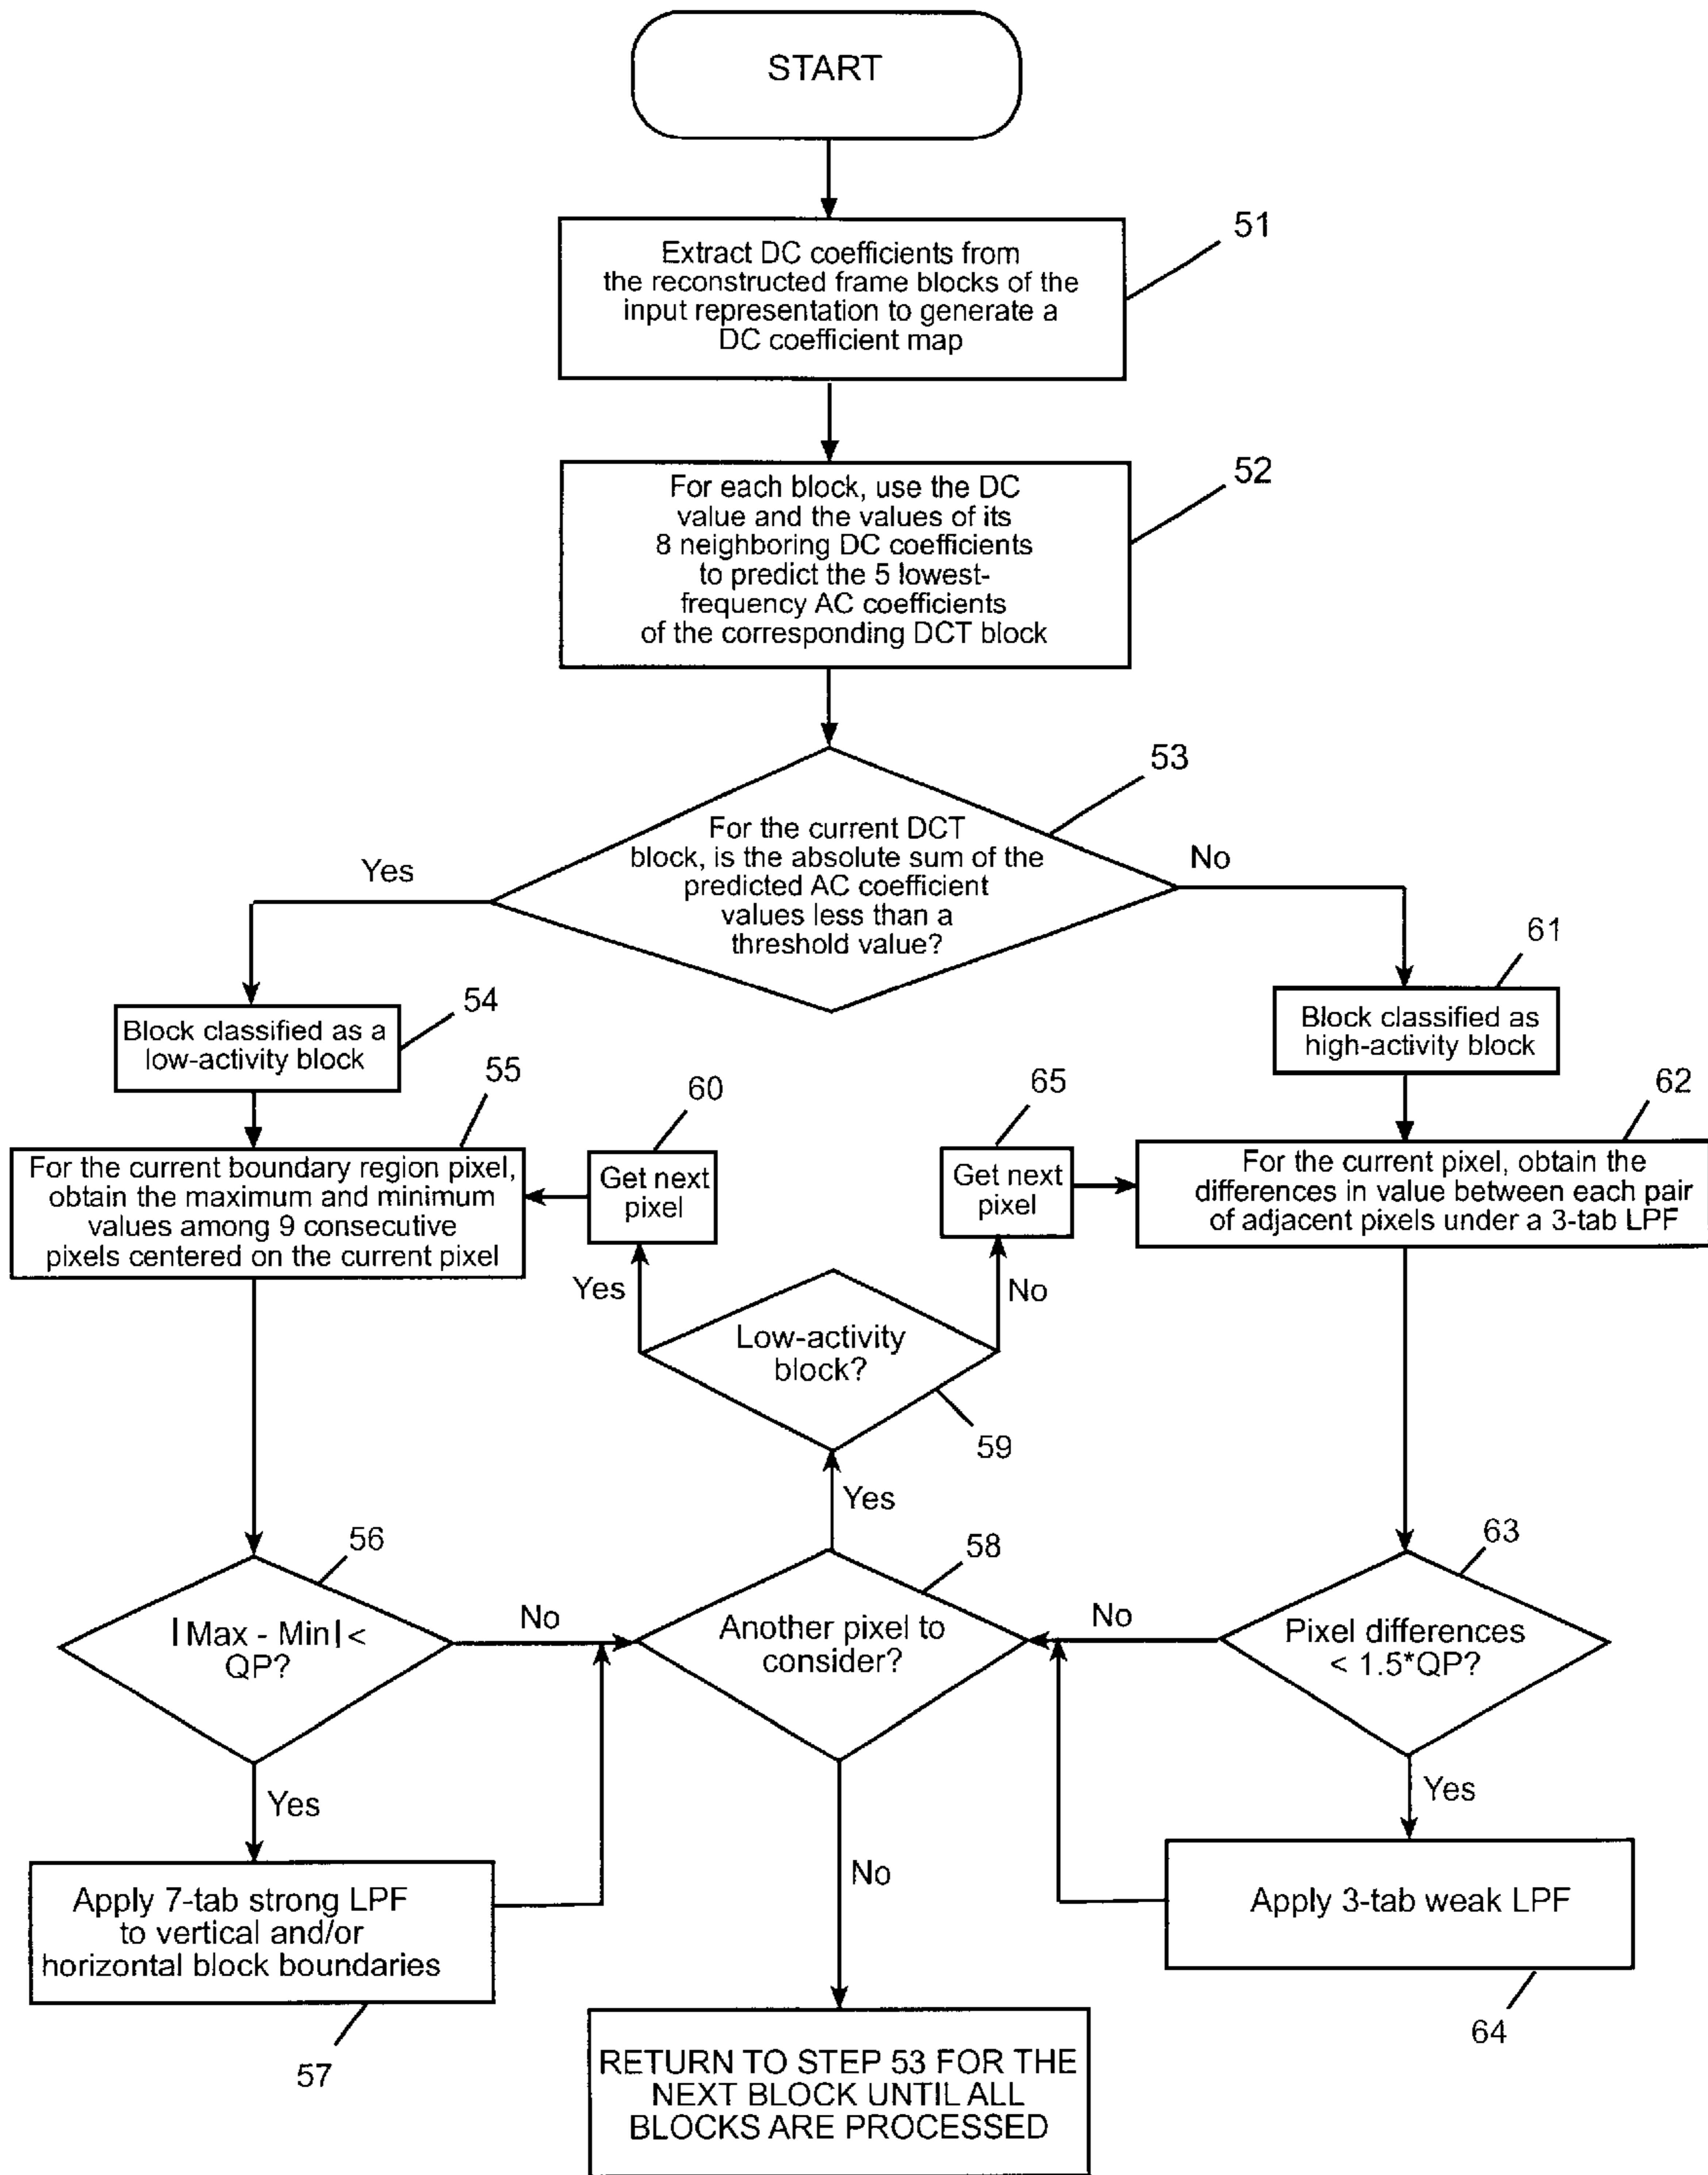 START
51
Extract DC coefficients from
the reconstructed frame blocks of the
input representation to generate a
DC coefficient map
52
For each block, use the DC
value and the values of its
8 neighboring DC coefficients
to predict the 5 lowest-
frequency AC coefficients
of the corresponding DCT block
53
For the current DCT
block, is the absolute sum of the
predicted AC coefficient
values less than a
threshold value?
Yes
No
54
Block classified as a
low-activity block
61
Block classified as
high-activity block
55
For the current boundary region pixel,
obtain the maximum and minimum
values among 9 consecutive
pixels centered on the current pixel
60
Get next
pixel
65
Get next
pixel
62
For the current pixel, obtain the
differences in value between each pair
of adjacent pixels under a 3-tab LPF
Yes
No
Low-activity
block?
59
Yes
56
|Max - Min| <
QP?
No
58
Another pixel to
consider?
No
63
Pixel differences
< 1.5*QP?
Yes
Yes
No
Apply 7-tab strong LPF
to vertical and/or
horizontal block boundaries
57
Apply 3-tab weak LPF
64
RETURN TO STEP 53 FOR THE
NEXT BLOCK UNTIL ALL
BLOCKS ARE PROCESSED